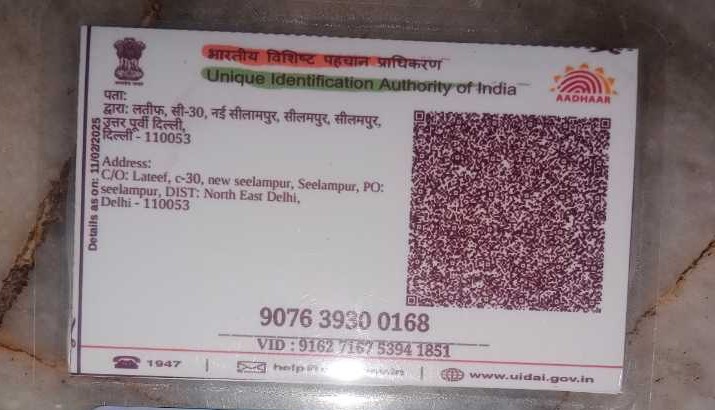 भारतीय विशिष्ट पहचान प्राधिकरण
Unique Identification Authority of India
AADHAAR
पता:
द्वारा: लतीफ, सी-30, नई सीलामपुर, सीलमपुर, सीलमपुर,
उत्तर पूर्वी दिल्ली,
दिल्ली - 110053
Address:
C/O: Lateef, c-30, new seelampur, Seelampur, PO:
seelampur, DIST: North East Delhi,
Delhi - 110053
Details as on: 11/02/2025
9076 3930 0168
VID : 9162 7167 5394 1851
1947
www.uidai.gov.in